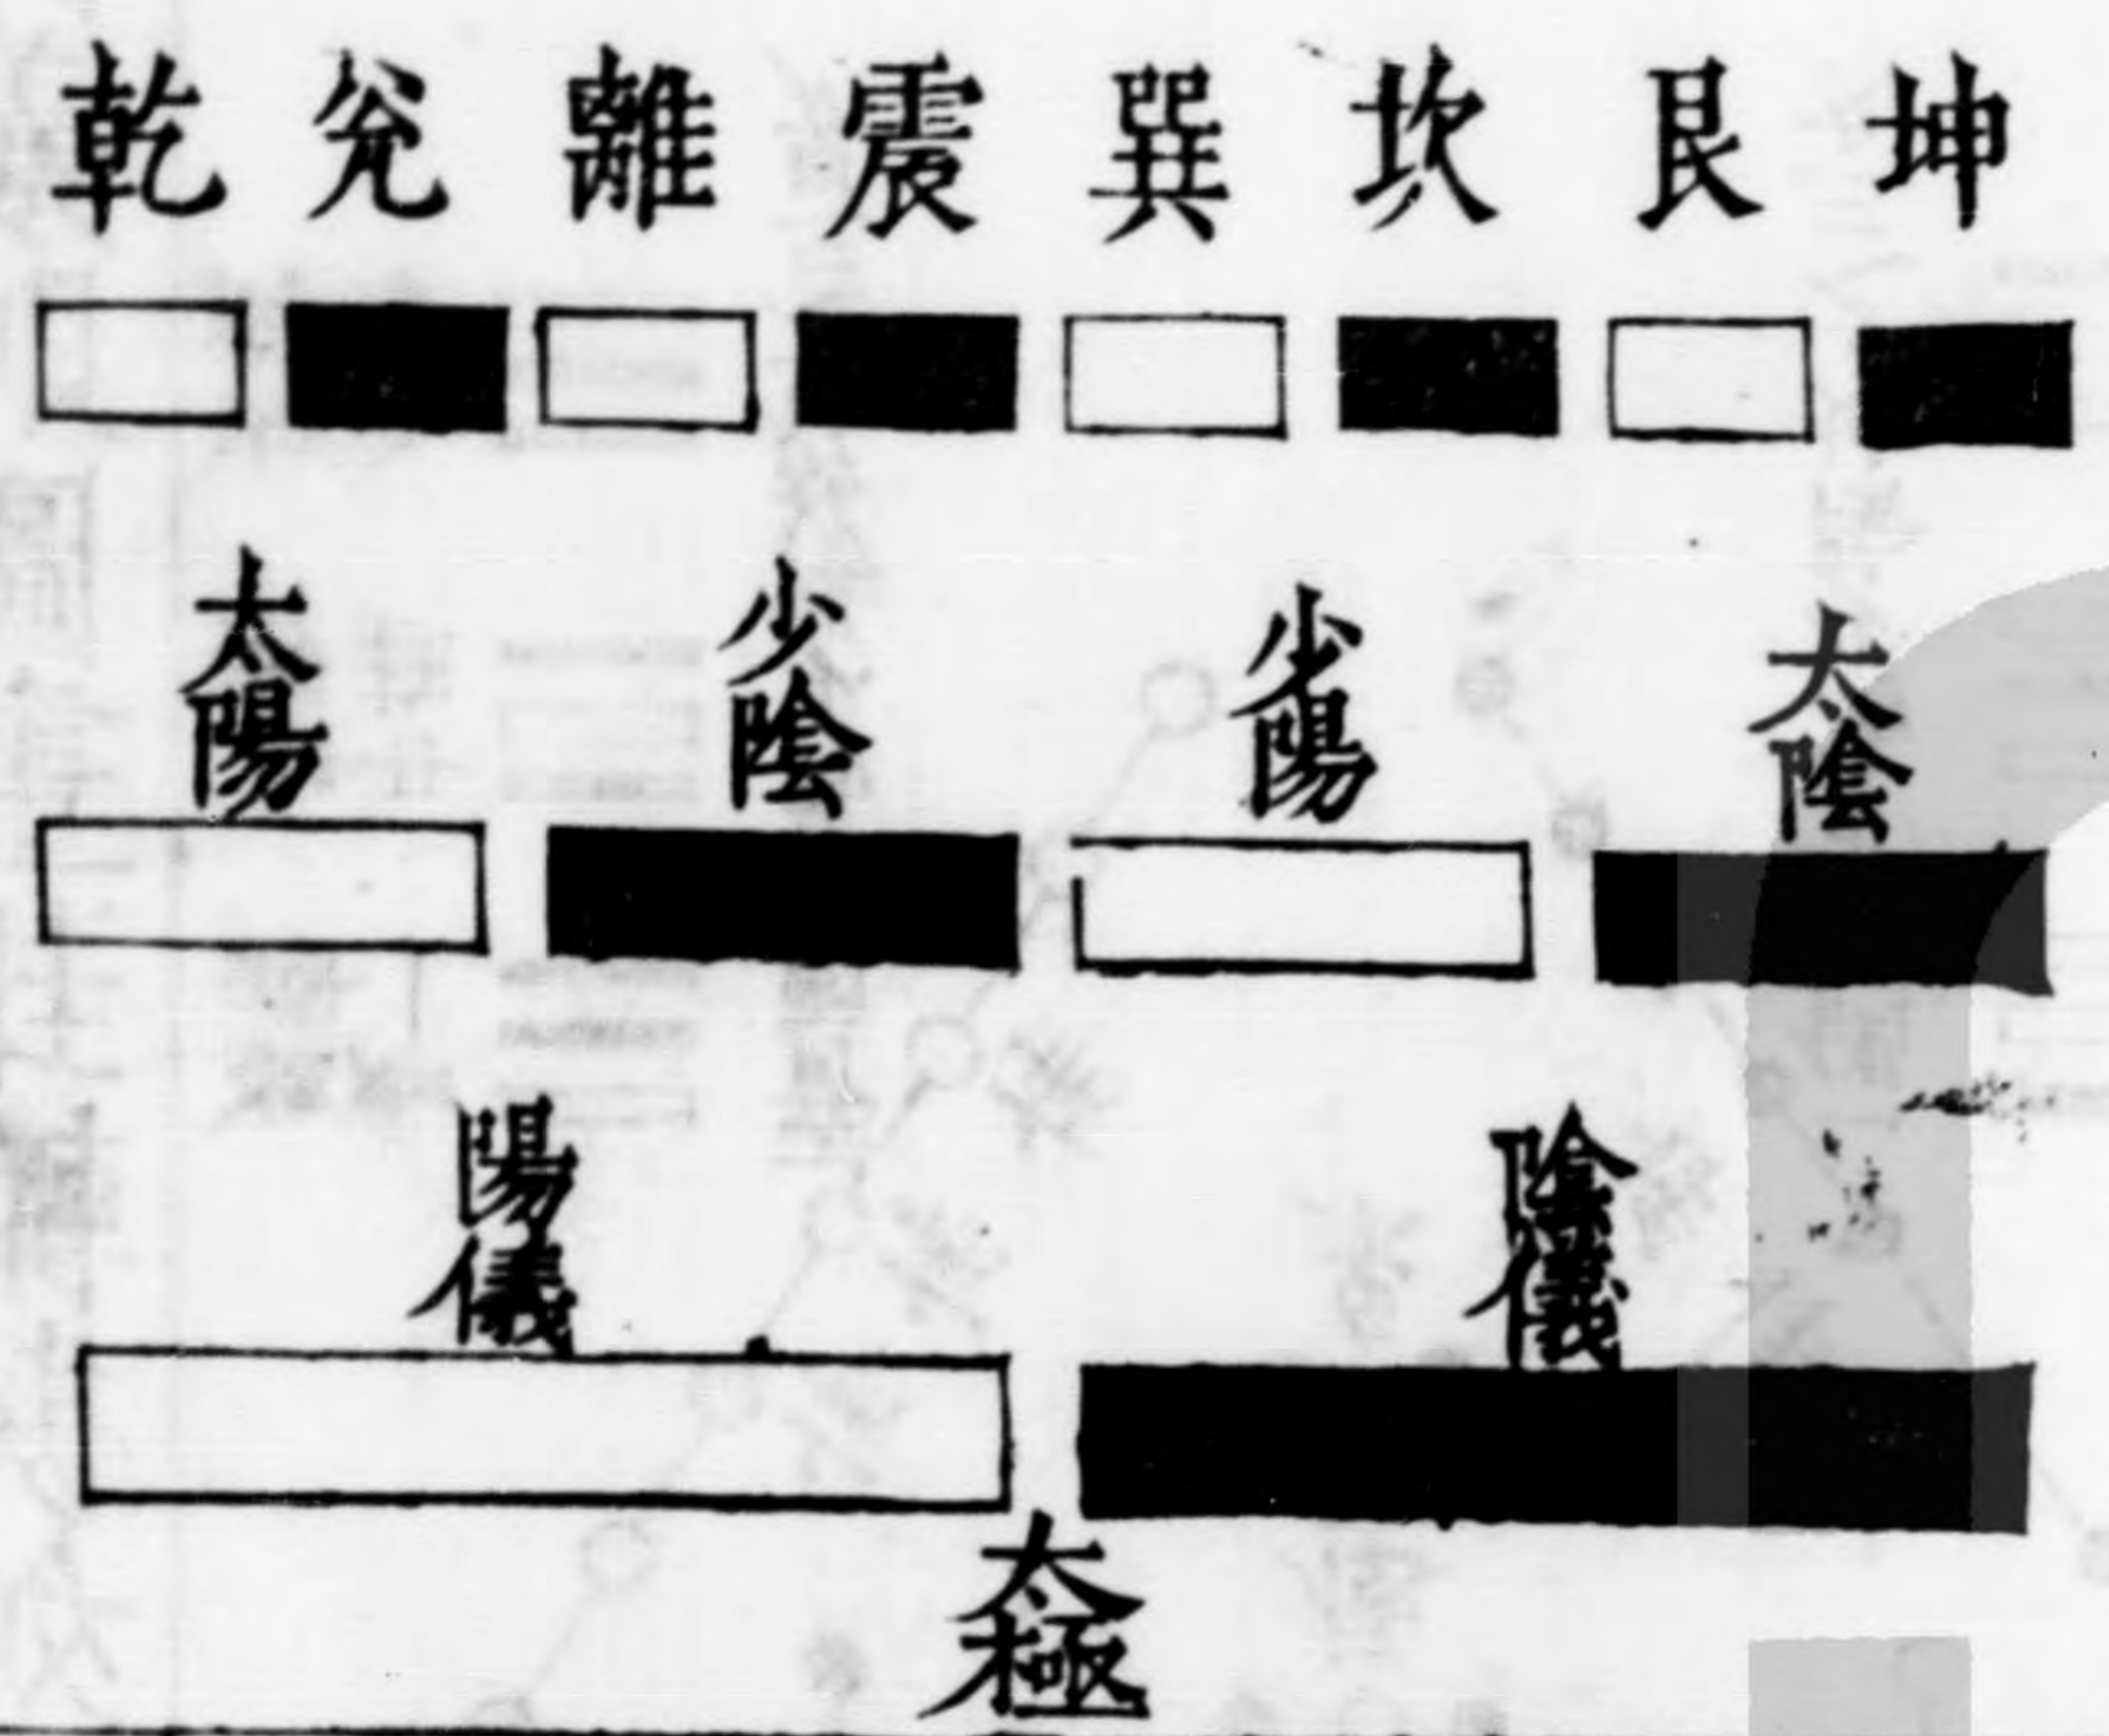 乾 兊 離 震 巽 坎 艮 坤
太陽 少陰 少陽 太陰
陽儀 陰儀
太極